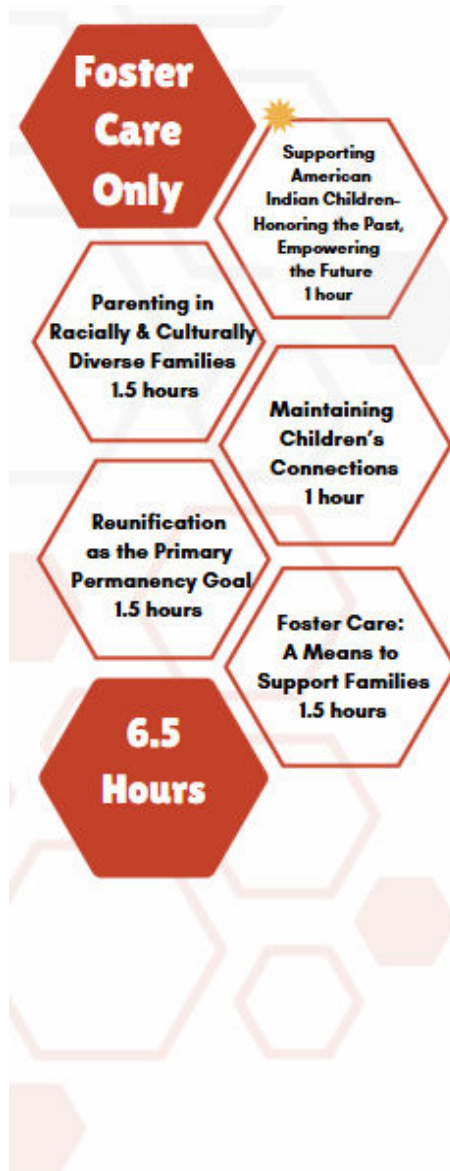 Foster
Care
Only
Supporting
American
Indian Children-
Honoring the Past,
Empowering
the Future
1 hour
Parenting in
Racially & Culturally
Diverse Families
1.5 hours
Maintaining
Children's
Connections
1 hour
Reunification
as the Primary
Permanency Goal
1.5 hours
Foster Care:
A Means to
Support Families
1.5 hours
6.5
Hours